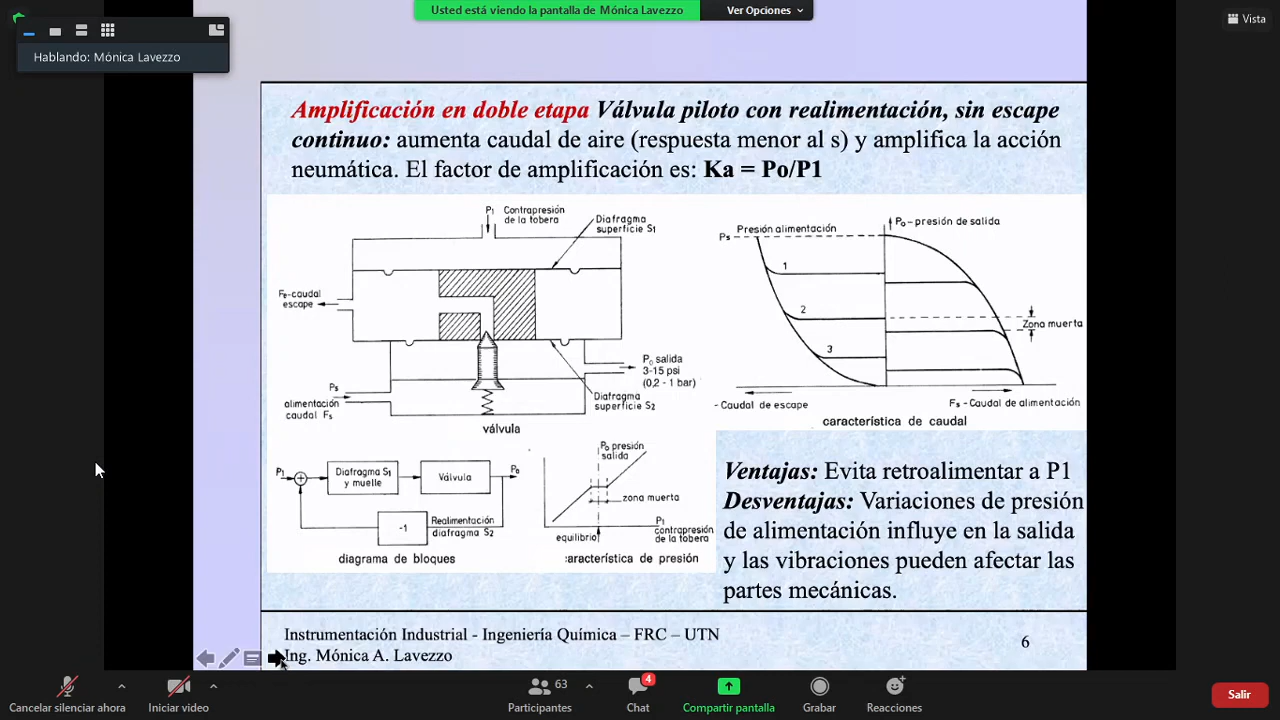 Usted está viendo la pantalla de Mónica Lavezzo
Ver Opciones
Vista
Hablando: Mónica Lavezzo
Amplificación en doble etapa Válvula piloto con realimentación, sin escape
continuo: aumenta caudal de aire (respuesta menor al s) y amplifica la acción
neumática. El factor de amplificación es: Ka = Po/P1
P1 Contrapresión
de la tobera
Diafragma
superficie S1
Fe-caudal
escape
Po salida
3-15 psi
(0,2 - 1 bar)
Ps
alimentación
caudal Fs
Diafragma
superficie S2
válvula
Ps
Presión alimentación
Po - presión de salida
1
2
3
Zona muerta
- Caudal de escape
Fs - Caudal de alimentación
característica de caudal
P1
Diafragma S1
y muelle
Válvula
Po
-1
Realimentación
diafragma S2
diagrama de bloques
Po presión
salida
zona muerta
P1
contrapresión
de la tobera
equilibrio
:aracterística de presión
Ventajas: Evita retroalimentar a P1
Desventajas: Variaciones de presión
de alimentación influye en la salida
y las vibraciones pueden afectar las
partes mecánicas.
Instrumentación Industrial - Ingeniería Química – FRC – UTN
Ing. Mónica A. Lavezzo
6
Cancelar silenciar ahora
Iniciar video
63
Participantes
4
Chat
Compartir pantalla
Grabar
Reacciones
Salir